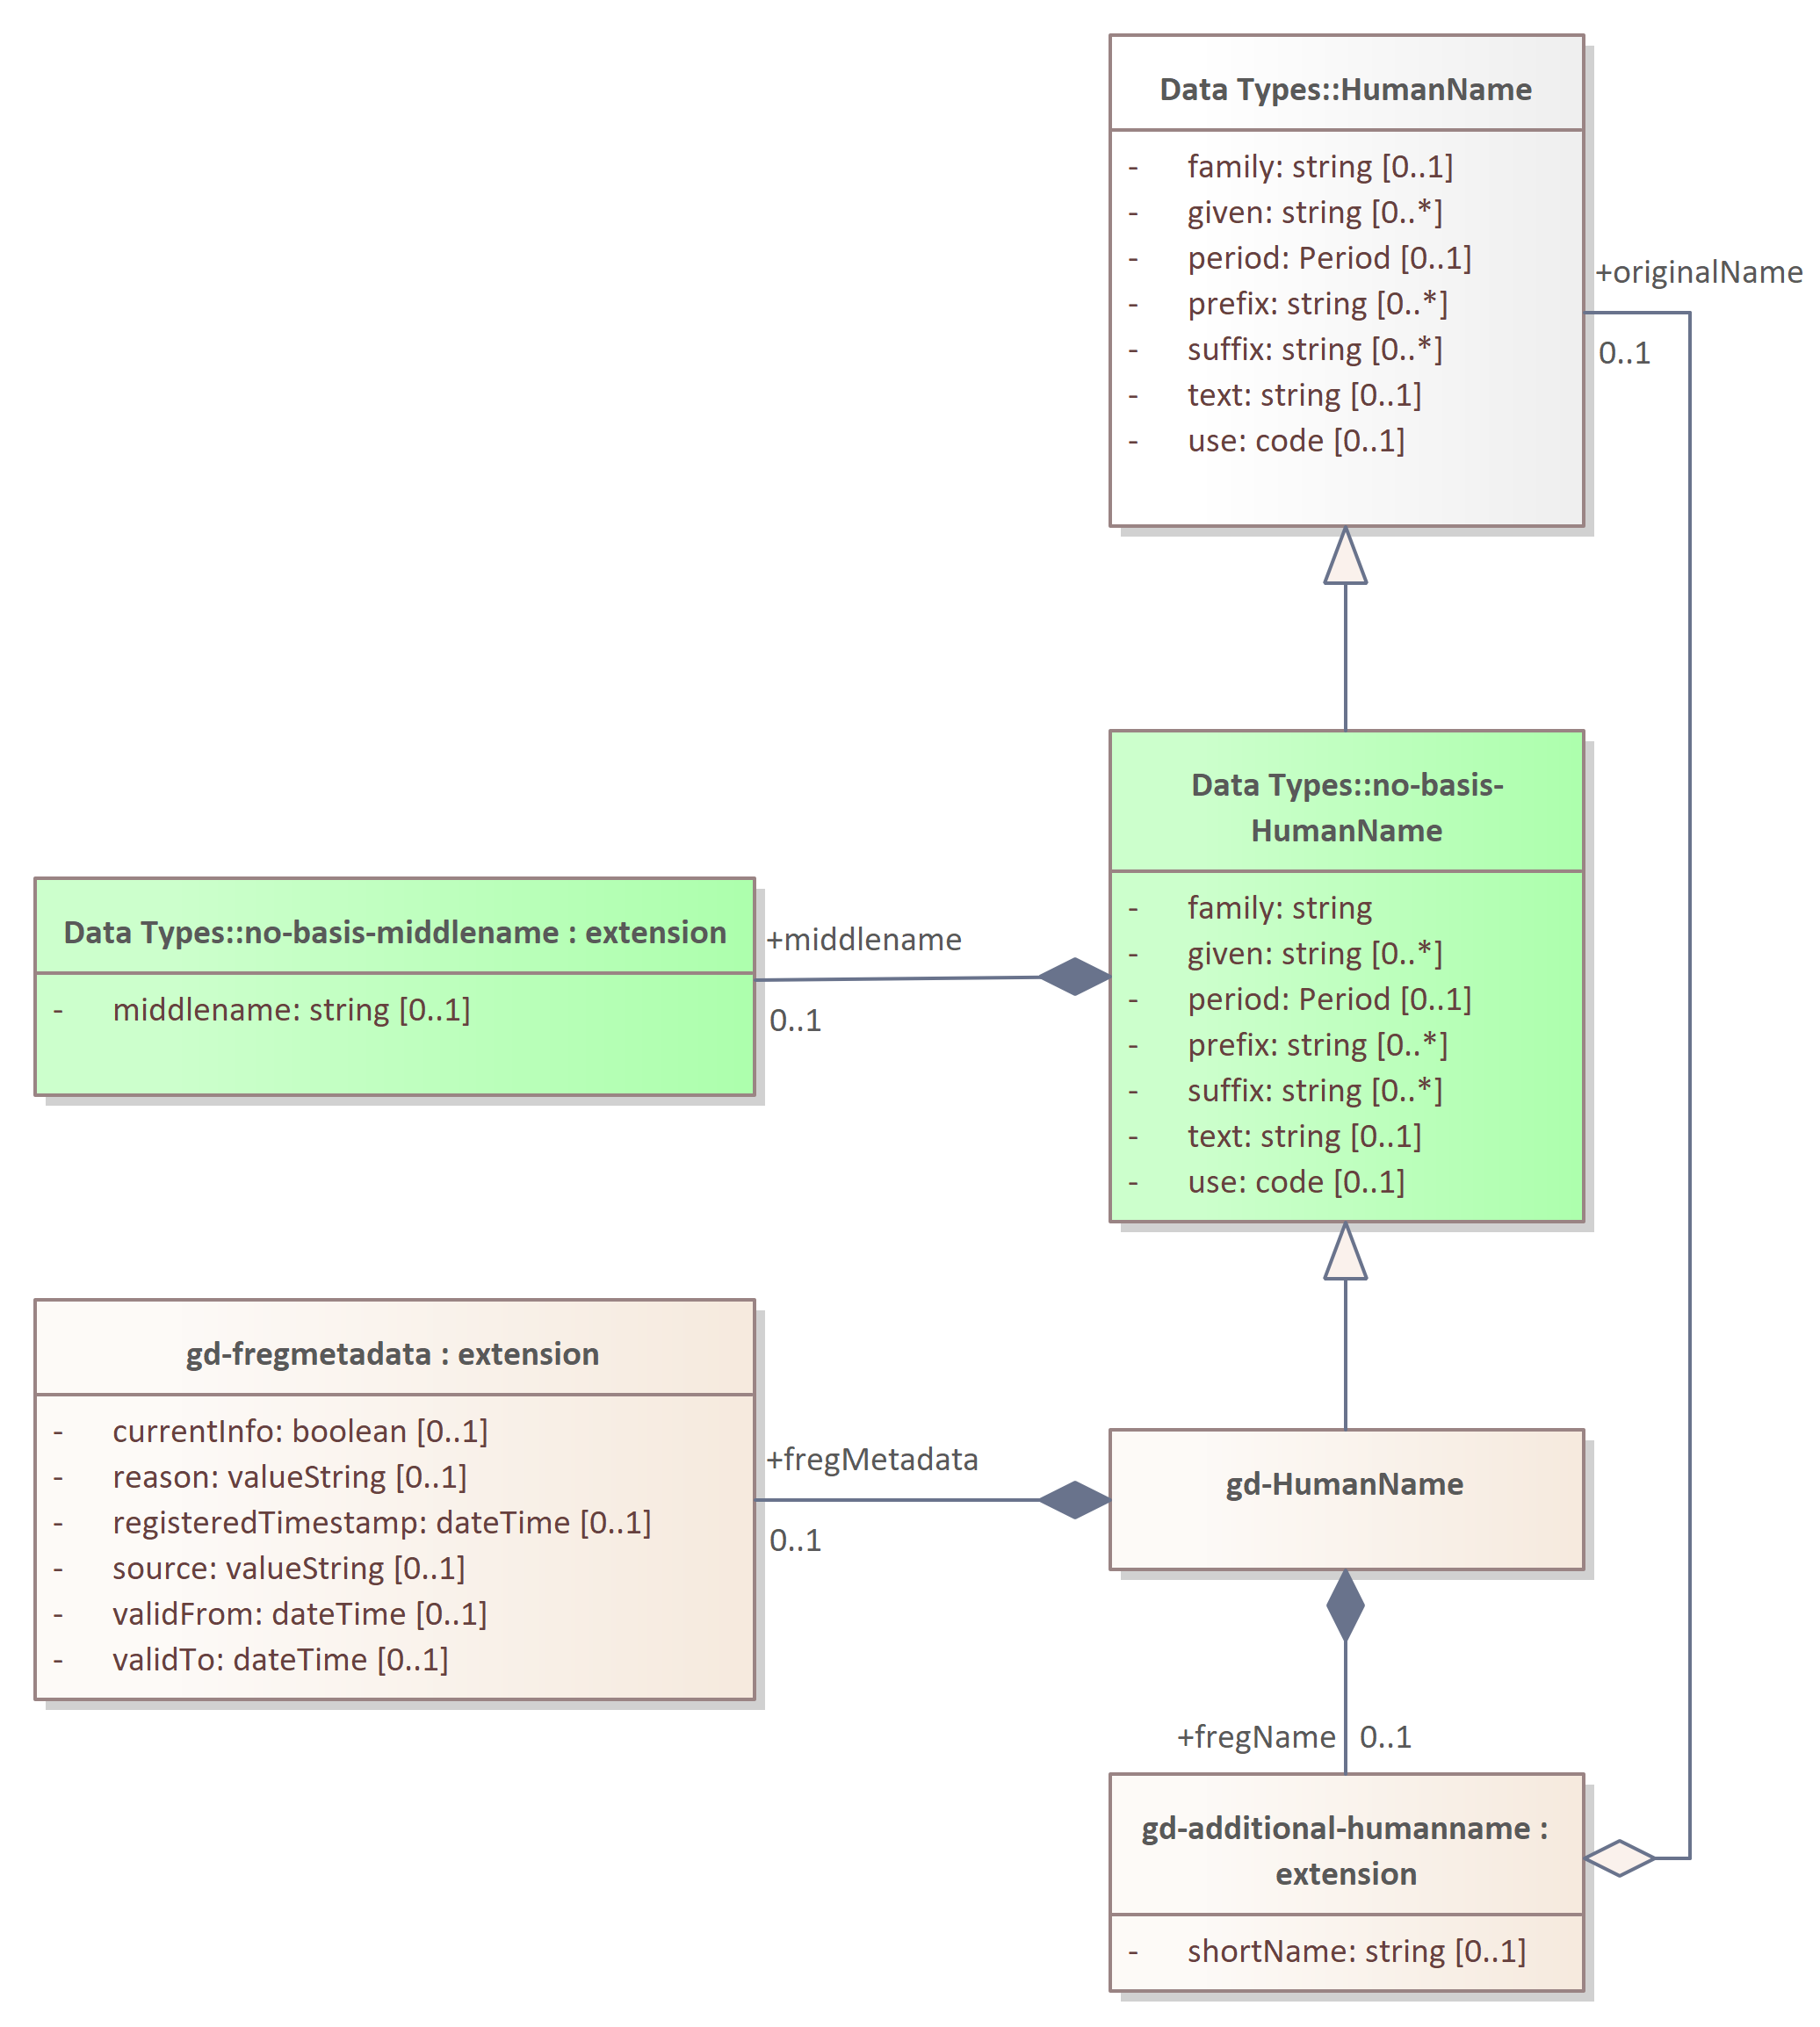 Data Types::HumanName
- family: string [0..1]
- given: string [0..*]
- period: Period [0..1]
- prefix: string [0..*]
- suffix: string [0..*]
- text: string [0..1]
- use: code [0..1]
+originalName
0..1
Data Types::no-basis-
HumanName
- family: string
- given: string [0..*]
- period: Period [0..1]
- prefix: string [0..*]
- suffix: string [0..*]
- text: string [0..1]
- use: code [0..1]
Data Types::no-basis-middlename : extension
- middlename: string [0..1]
+middlename
0..1
gd-fregmetadata : extension
- currentInfo: boolean [0..1]
- reason: valueString [0..1]
- registeredTimestamp: dateTime [0..1]
- source: valueString [0..1]
- validFrom: dateTime [0..1]
- validTo: dateTime [0..1]
+fregMetadata
0..1
gd-HumanName
+fregName 0..1
gd-additional-humanname :
extension
- shortName: string [0..1]